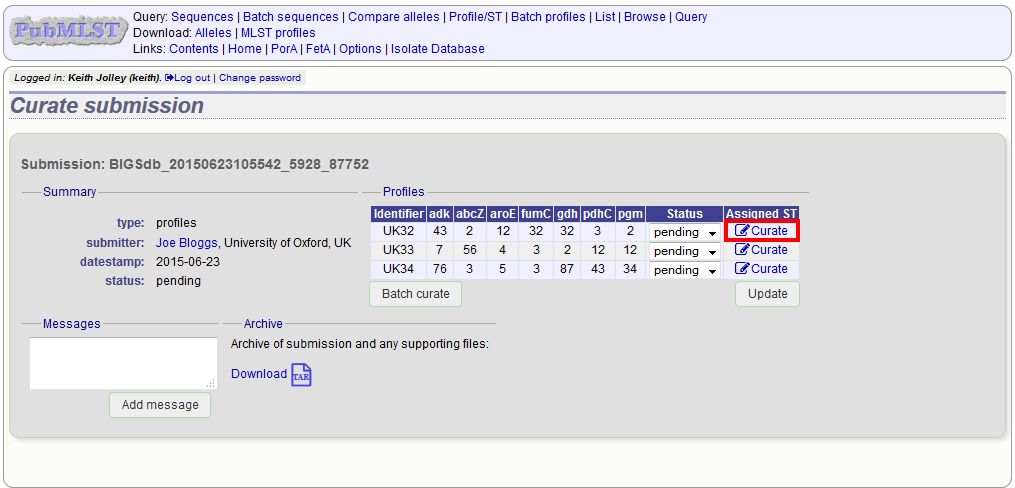 PubMLST
Query: Sequences | Batch sequences | Compare alleles | Profile/ST | Batch profiles | List | Browse | Query
Download: Alleles | MLST profiles
Links: Contents | Home | PorA | FetA | Options | Isolate Database
Logged in: Keith Jolley (keith). Log out | Change password
Curate submission
Submission: BIGSdb_20150623105542_5928_87752
Summary
type: profiles
submitter: Joe Bloggs, University of Oxford, UK
datestamp: 2015-06-23
status: pending
Profiles
Identifier adk abcZ aroE fumC gdh pdhC pgm Status Assigned ST
UK32 43 2 12 32 32 3 2 pending Curate
UK33 7 56 4 3 2 12 12 pending Curate
UK34 76 3 5 3 87 43 34 pending Curate
Batch curate Update
Messages
Add message
Archive
Archive of submission and any supporting files:
Download TAR